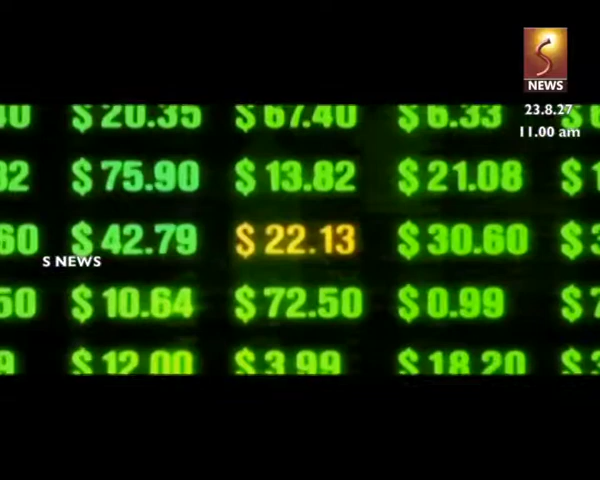 NEWS
23.8.27
11.00 am
$ 20.35 $ 67.40 $ 6.33
$ 75.90 $ 13.82 $ 21.08
$ 42.79 $ 22.13 $ 30.60
S NEWS
$ 10.64 $ 72.50 $ 0.99
$ 12.00 $ 3.99 $ 18.20